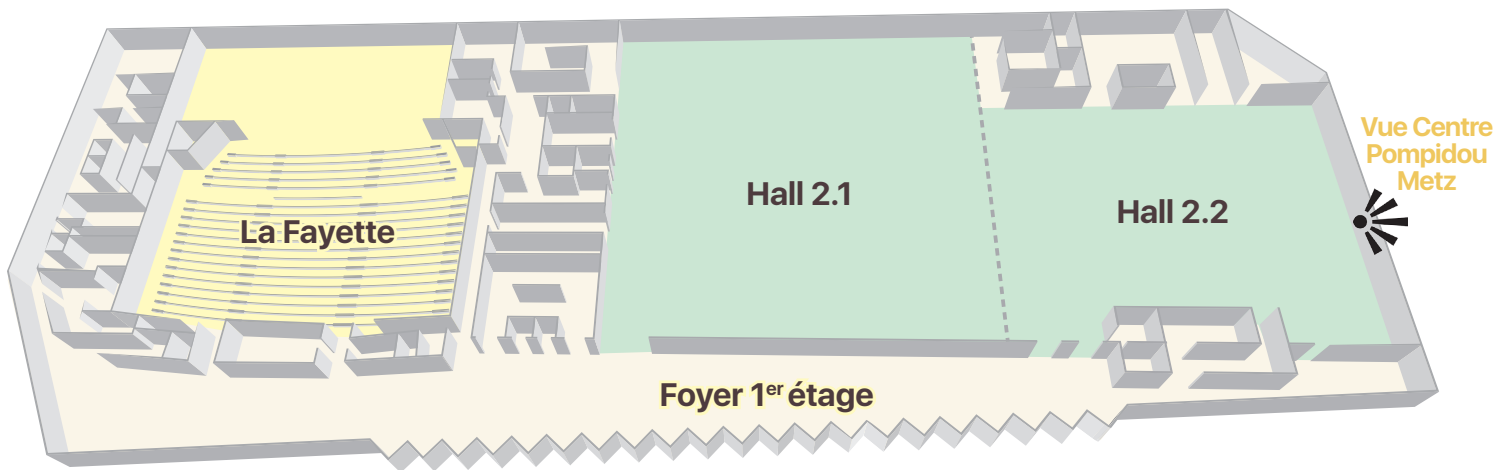 Vue Centre
Pompidou
Metz
Hall 2.1
Hall 2.2
La Fayette
Foyer 1er étage